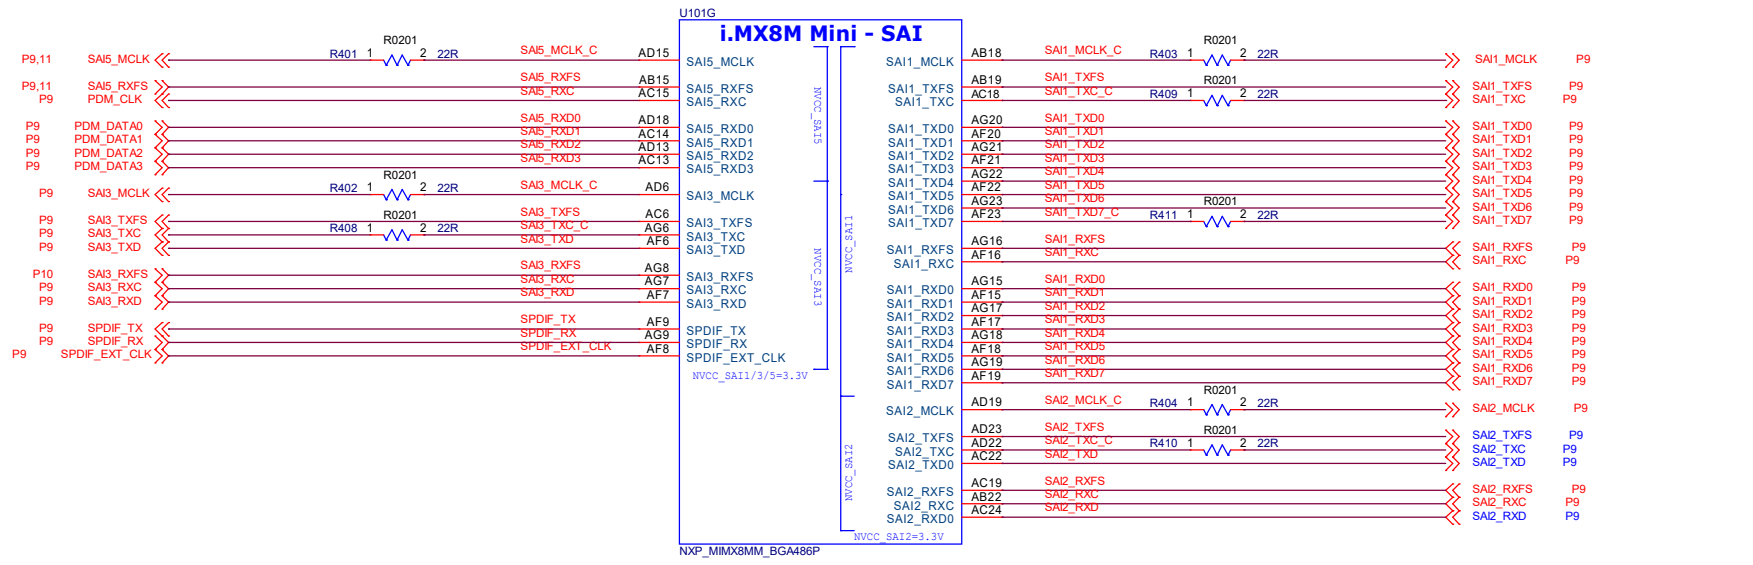 U101G
i.MX8M Mini - SAI
P9,11 SAI5_MCLK R401 1 R0201 2 22R SAI5_MCLK_C AD15 SAI5_MCLK
P9,11 SAI5_RXFS SAI5_RXFS AB15 SAI5_RXFS
P9 PDM_CLK SAI5_RXC AC15 SAI5_RXC
P9 PDM_DATA0 SAI5_RXD0 AD18 SAI5_RXD0
P9 PDM_DATA1 SAI5_RXD1 AC14 SAI5_RXD1
P9 PDM_DATA2 SAI5_RXD2 AD13 SAI5_RXD2
P9 PDM_DATA3 SAI5_RXD3 AC13 SAI5_RXD3
P9 SAI3_MCLK R402 1 R0201 2 22R SAI3_MCLK_C AD6 SAI3_MCLK
P9 SAI3_TXFS SAI3_TXFS AC6 SAI3_TXFS
P9 SAI3_TXC R408 1 R0201 2 22R SAI3_TXC_C AG6 SAI3_TXC
P9 SAI3_TXD SAI3_TXD AF6 SAI3_TXD
P10 SAI3_RXFS SAI3_RXFS AG8 SAI3_RXFS
P9 SAI3_RXC SAI3_RXC AG7 SAI3_RXC
P9 SAI3_RXD SAI3_RXD AF7 SAI3_RXD
P9 SPDIF_TX SPDIF_TX AF9 SPDIF_TX
P9 SPDIF_RX SPDIF_RX AG9 SPDIF_RX
P9 SPDIF_EXT_CLK SPDIF_EXT_CLK AF8 SPDIF_EXT_CLK
NVCC_SAI1/3/5=3.3V
NVCC_SAI5
NVCC_SAI3
NVCC_SAI1
NVCC_SAI2
SAI1_MCLK AB18 SAI1_MCLK_C R403 1 R0201 2 22R SAI1_MCLK P9
SAI1_TXFS AB19 SAI1_TXFS SAI1_TXFS P9
SAI1_TXC AC18 SAI1_TXC_C R409 1 R0201 2 22R SAI1_TXC P9
SAI1_TXD0 AG20 SAI1_TXD0 SAI1_TXD0 P9
SAI1_TXD1 AF20 SAI1_TXD1 SAI1_TXD1 P9
SAI1_TXD2 AG21 SAI1_TXD2 SAI1_TXD2 P9
SAI1_TXD3 AF21 SAI1_TXD3 SAI1_TXD3 P9
SAI1_TXD4 AG22 SAI1_TXD4 SAI1_TXD4 P9
SAI1_TXD5 AF22 SAI1_TXD5 SAI1_TXD5 P9
SAI1_TXD6 AG23 SAI1_TXD6 SAI1_TXD6 P9
SAI1_TXD7 AF23 SAI1_TXD7_C R411 1 R0201 2 22R SAI1_TXD7 P9
SAI1_RXFS AG16 SAI1_RXFS SAI1_RXFS P9
SAI1_RXC AF16 SAI1_RXC SAI1_RXC P9
SAI1_RXD0 AG15 SAI1_RXD0 SAI1_RXD0 P9
SAI1_RXD1 AF15 SAI1_RXD1 SAI1_RXD1 P9
SAI1_RXD2 AG17 SAI1_RXD2 SAI1_RXD2 P9
SAI1_RXD3 AF17 SAI1_RXD3 SAI1_RXD3 P9
SAI1_RXD4 AG18 SAI1_RXD4 SAI1_RXD4 P9
SAI1_RXD5 AF18 SAI1_RXD5 SAI1_RXD5 P9
SAI1_RXD6 AG19 SAI1_RXD6 SAI1_RXD6 P9
SAI1_RXD7 AF19 SAI1_RXD7 SAI1_RXD7 P9
SAI2_MCLK AD19 SAI2_MCLK_C R404 1 R0201 2 22R SAI2_MCLK P9
SAI2_TXFS AD23 SAI2_TXFS SAI2_TXFS P9
SAI2_TXC AD22 SAI2_TXC_C R410 1 R0201 2 22R SAI2_TXC P9
SAI2_TXD0 AC22 SAI2_TXD SAI2_TXD P9
SAI2_RXFS AC19 SAI2_RXFS SAI2_RXFS P9
SAI2_RXC AB22 SAI2_RXC SAI2_RXC P9
SAI2_RXD0 AC24 SAI2_RXD SAI2_RXD P9
NVCC_SAI2=3.3V
NXP_MIMX8MM_BGA486P